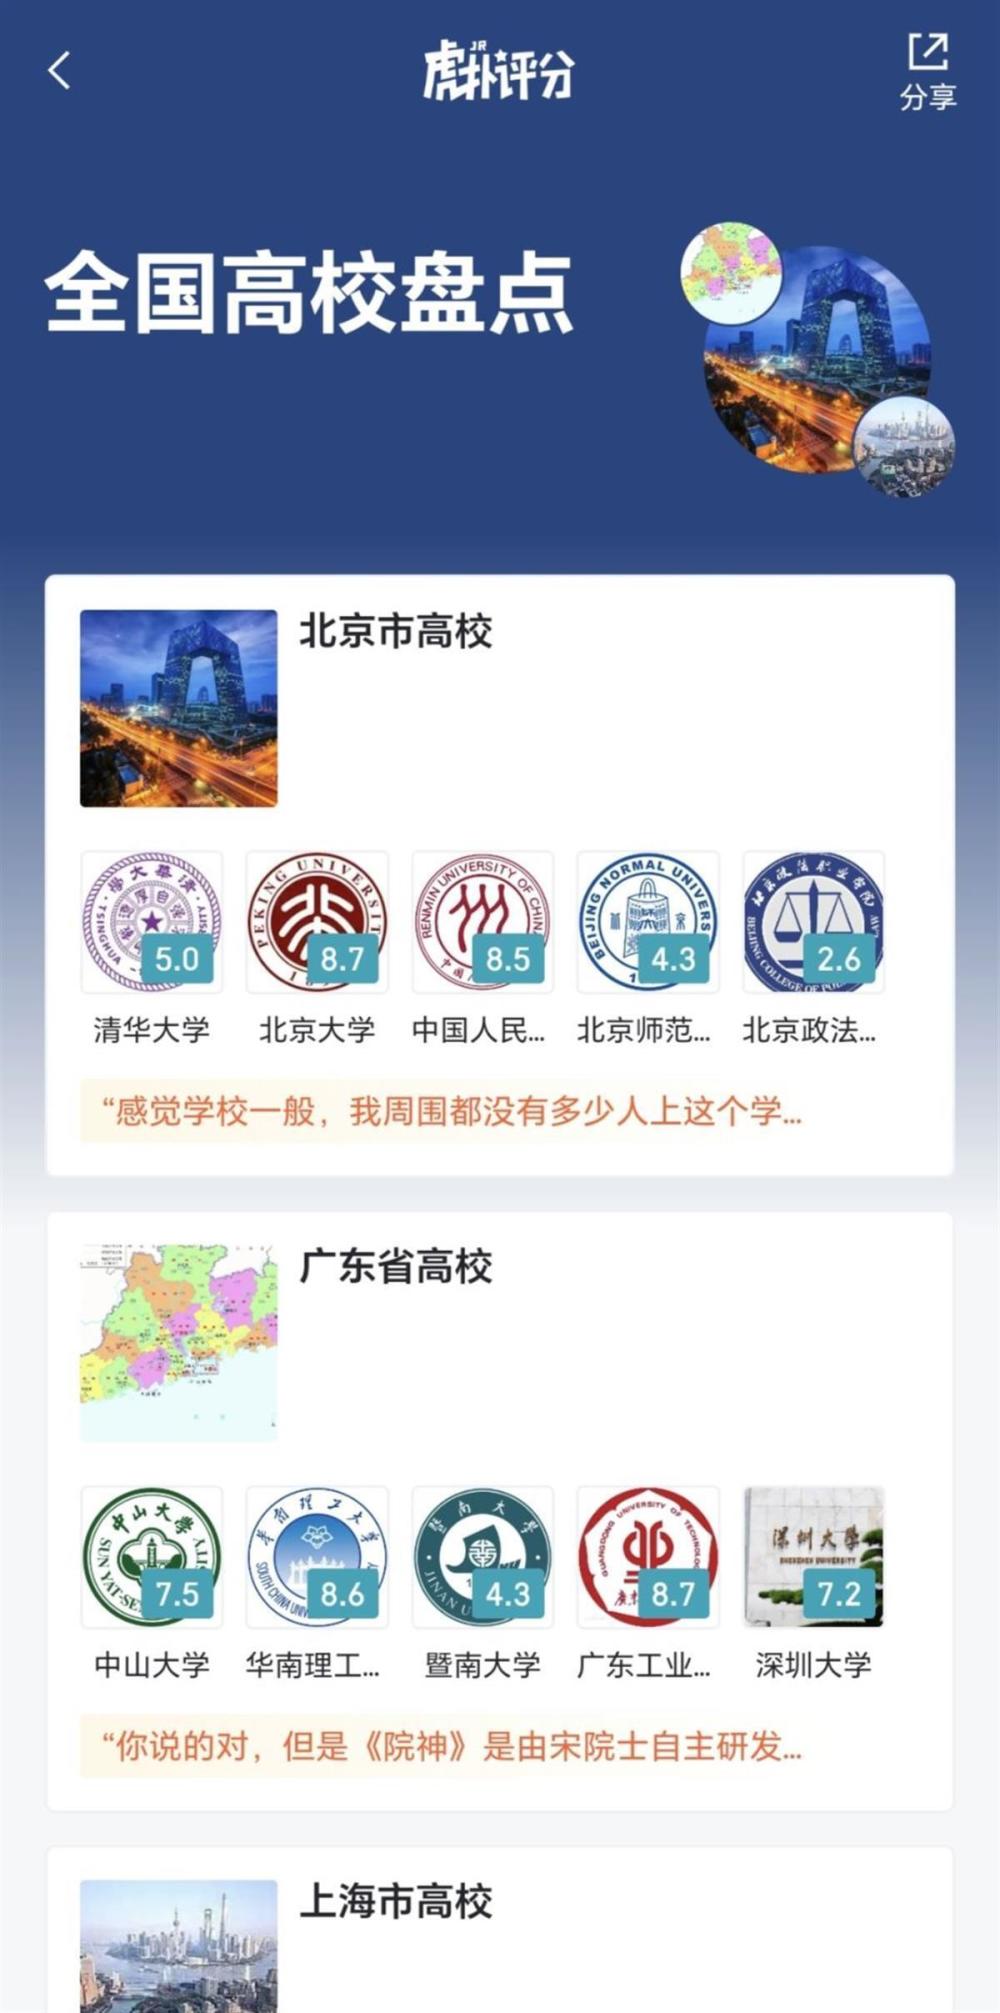 JR
虎扑评分
分享
全国高校盘点
北京市高校
5.0
8.7
8.5
4.3
2.6
清华大学
北京大学
中国人民...
北京师范...
北京政法...
“感觉学校一般，我周围都没有多少人上这个学...
广东省高校
7.5
8.6
4.3
8.7
7.2
中山大学
华南理工...
暨南大学
广东工业...
深圳大学
“你说的对，但是《院神》是由宋院士自主研发...
上海市高校